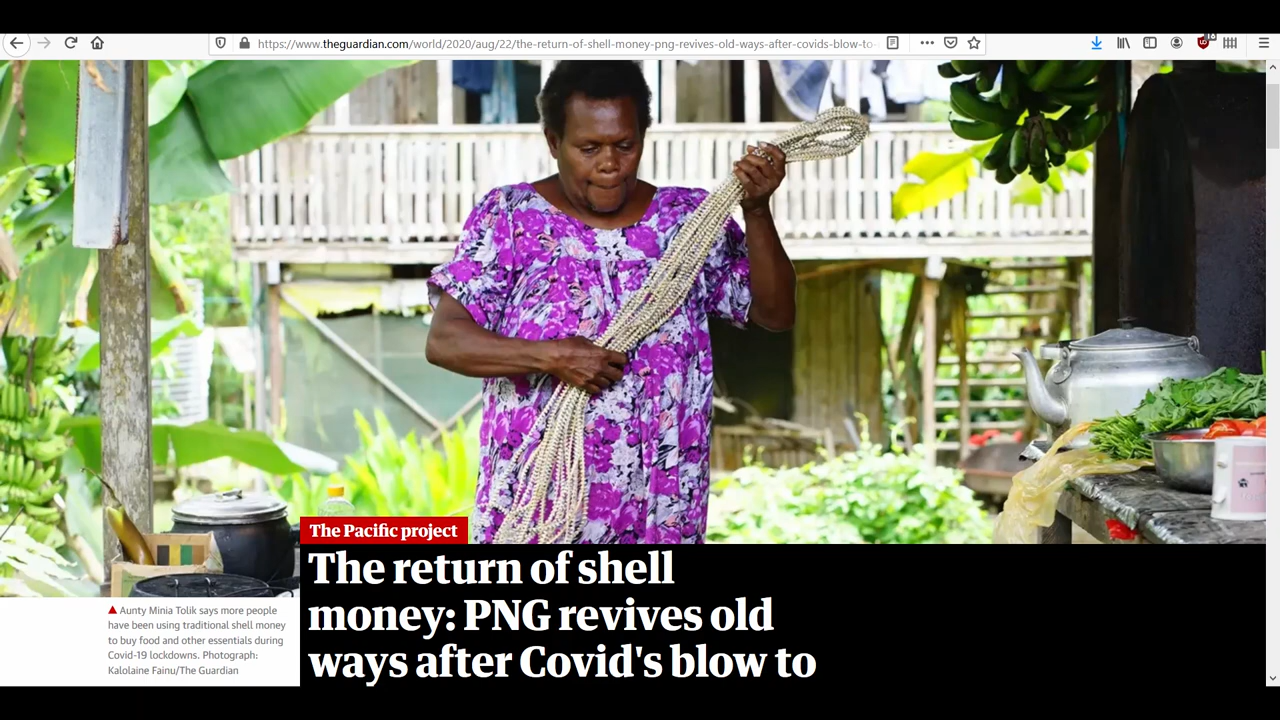 https://www.theguardian.com/world/2020/aug/22/the-return-of-shell-money-png-revives-old-ways-after-covids-blow-to-
The Pacific project
The return of shell
money: PNG revives old
ways after Covid's blow to
Aunty Minia Tolik says more people
have been using traditional shell money
to buy food and other essentials during
Covid-19 lockdowns. Photograph:
Kalolaine Fainu/The Guardian